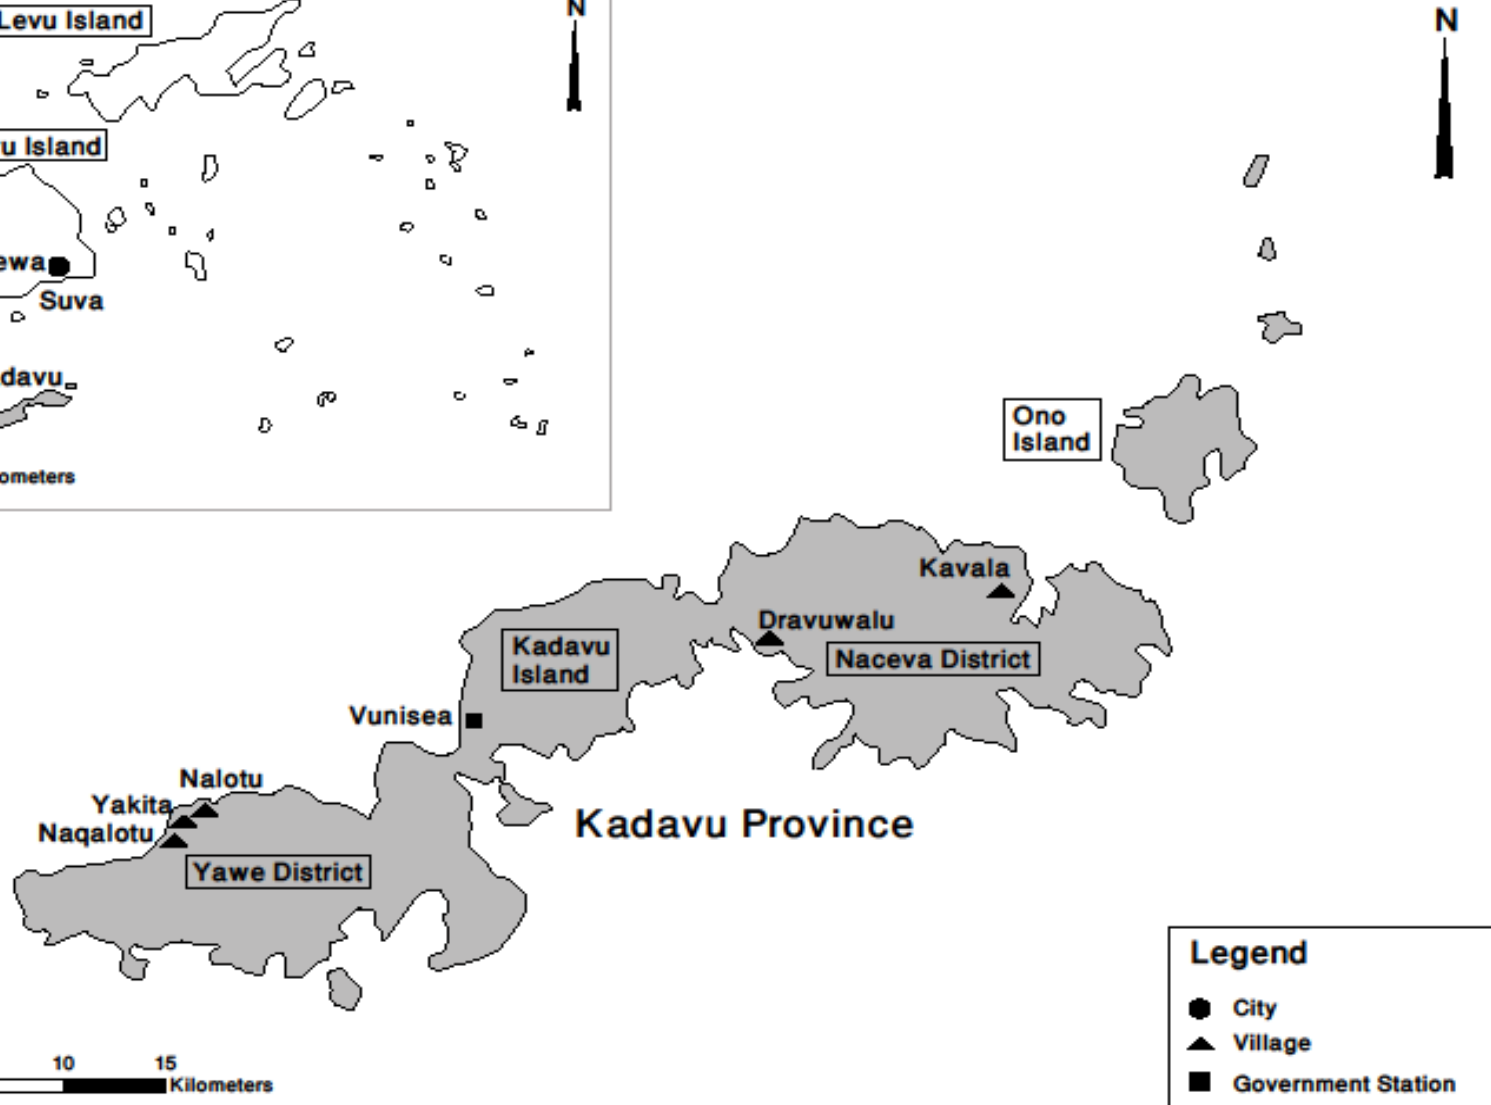 Levu Island
N
u Island
ewa
Suva
davu
ometers
N
Ono
Island
Kavala
Dravuwalu
Naceva District
Kadavu
Island
Vunisea
Nalotu
Yakita
Naqalotu
Kadavu Province
Yawe District
10 15
Kilometers
Legend
City
Village
Government Station